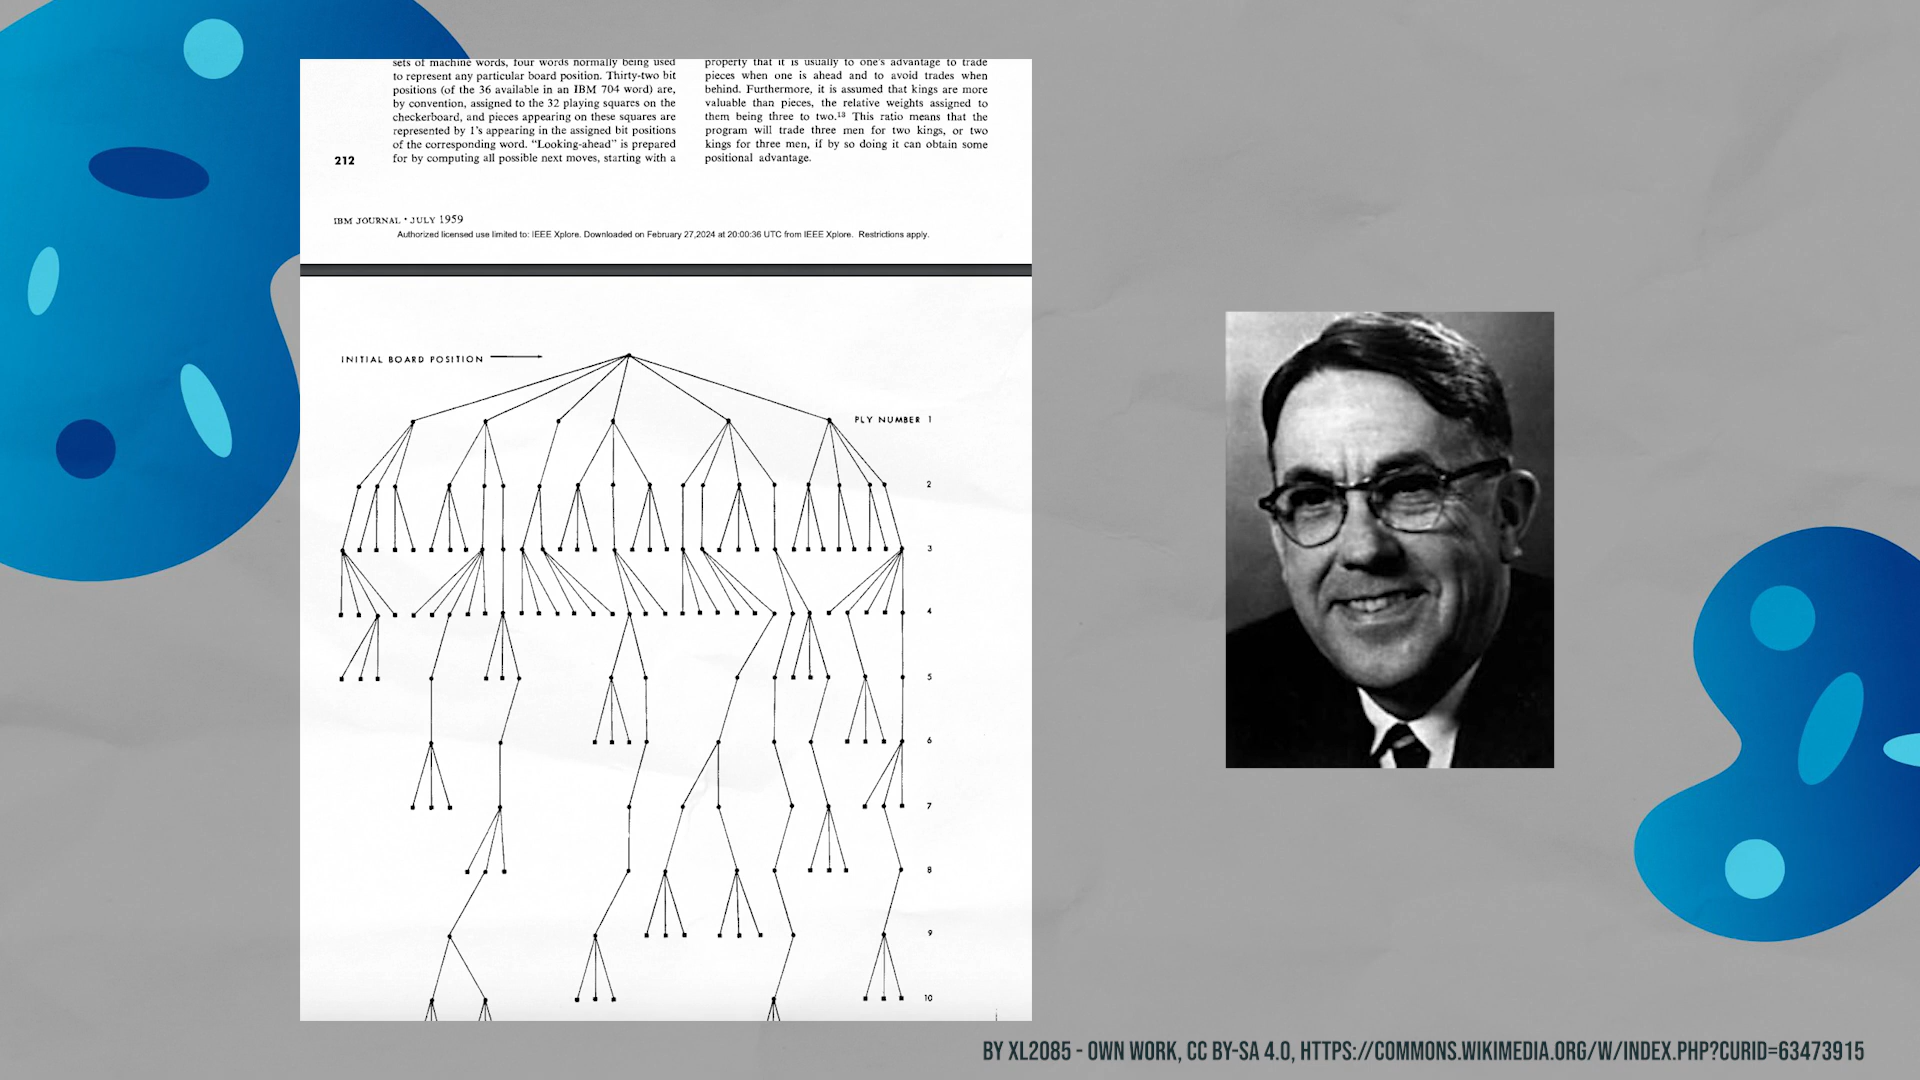 sets of machine words, four words normally being used
to represent any particular board position. Thirty-two bit
positions (of the 36 available in an IBM 704 word) are,
by convention, assigned to the 32 playing squares on the
checkerboard, and pieces appearing on these squares are
represented by 1's appearing in the assigned bit positions
of the corresponding word. “Looking-ahead” is prepared
for by computing all possible next moves, starting with a
property that it is usually to one's advantage to trade
pieces when one is ahead and to avoid trades when
behind. Furthermore, it is assumed that kings are more
valuable than pieces, the relative weights assigned to
them being three to two.¹³ This ratio means that the
program will trade three men for two kings, or two
kings for three men, if by so doing it can obtain some
positional advantage.
212
IBM JOURNAL • JULY 1959
Authorized licensed use limited to: IEEE Xplore. Downloaded on February 27,2024 at 20:00:36 UTC from IEEE Xplore. Restrictions apply.
INITIAL BOARD POSITION
PLY NUMBER 1
2
3
4
5
6
7
8
9
10
BY XL2085 - OWN WORK, CC BY-SA 4.0, HTTPS://COMMONS.WIKIMEDIA.ORG/W/INDEX.PHP?CURID=63473915